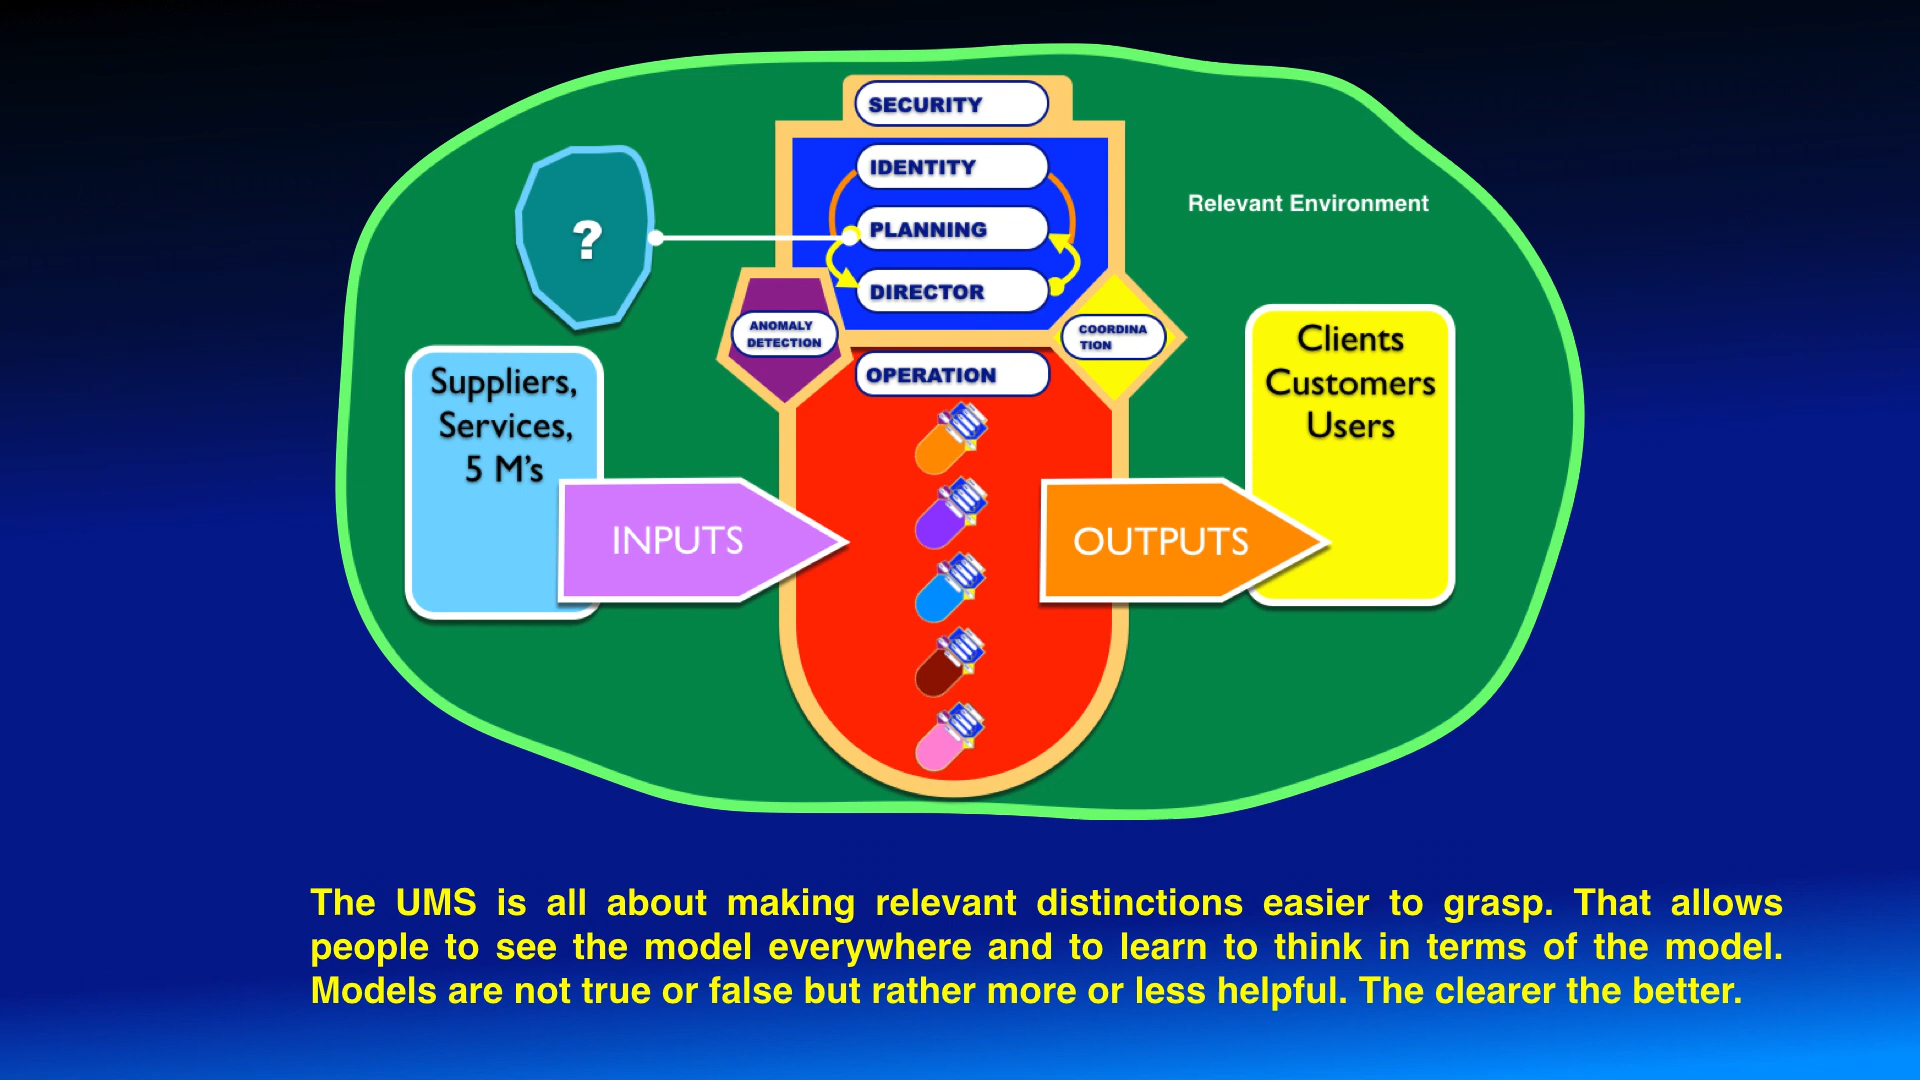 SECURITY
IDENTITY
PLANNING
DIRECTOR
Relevant Environment
?
ANOMALY
DETECTION
COORDINA
TION
OPERATION
Suppliers,
Services,
5 M's
INPUTS
OUTPUTS
Clients
Customers
Users
The UMS is all about making relevant distinctions easier to grasp. That allows
people to see the model everywhere and to learn to think in terms of the model.
Models are not true or false but rather more or less helpful. The clearer the better.